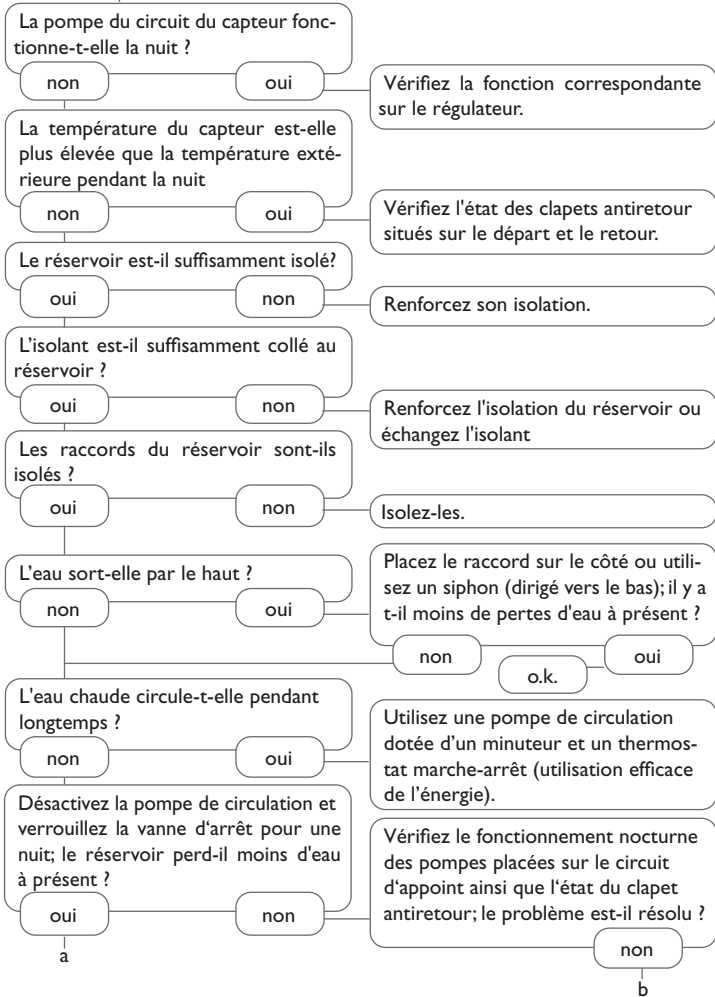 La pompe du circuit du capteur fonc-
tionne-t-elle la nuit ?
non
oui
Vérifiez la fonction correspondante
sur le régulateur.
La température du capteur est-elle
plus élevée que la température exté-
rieure pendant la nuit
non
oui
Vérifiez l'état des clapets antiretour
situés sur le départ et le retour.
Le réservoir est-il suffisamment isolé?
oui
non
Renforcez son isolation.
L’isolant est-il suffisamment collé au
réservoir ?
oui
non
Renforcez l'isolation du réservoir ou
échangez l'isolant
Les raccords du réservoir sont-ils
isolés ?
oui
non
Isolez-les.
L’eau sort-elle par le haut ?
non
oui
Placez le raccord sur le côté ou utili-
sez un siphon (dirigé vers le bas); il y a
t-il moins de pertes d'eau à présent ?
non
oui
o.k.
L'eau chaude circule-t-elle pendant
longtemps ?
non
oui
Utilisez une pompe de circulation
dotée d’un minuteur et un thermos-
tat marche-arrêt (utilisation efficace
de l’énergie).
Désactivez la pompe de circulation et
verrouillez la vanne d‘arrêt pour une
nuit; le réservoir perd-il moins d'eau
à présent ?
oui
non
a
Vérifiez le fonctionnement nocturne
des pompes placées sur le circuit
d‘appoint ainsi que l‘état du clapet
antiretour; le problème est-il résolu ?
non
b